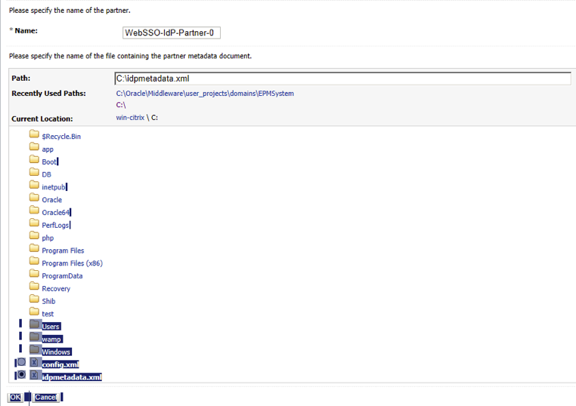 Please specify the name of the partner.
* Name: WebSSO-IdP-Partner-0
Please specify the name of the file containing the partner metadata document.
Path: C:\idpmetadata.xml
Recently Used Paths: C:\Oracle\Middleware\user_projects\domains\EPMSystem
C:\
Current Location: win-citrix \ C:
$Recycle.Bin
app
Boot
DB
inetpub
Oracle
Oracle64
PerfLogs
php
Program Files
Program Files (x86)
ProgramData
Recovery
Shib
test
Users
wamp
Windows
config.xml
idpmetadata.xml
OK Cancel